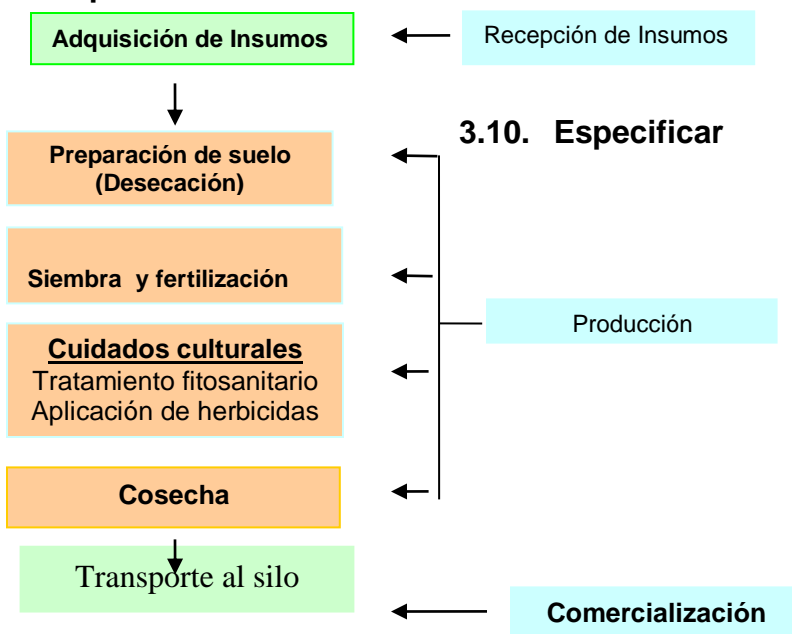 Adquisición de Insumos
Recepción de Insumos
3.10. Especificar
Preparación de suelo
(Desecación)
Siembra y fertilización
Producción
Cuidados culturales
Tratamiento fitosanitario
Aplicación de herbicidas
Cosecha
Transporte al silo
Comercialización